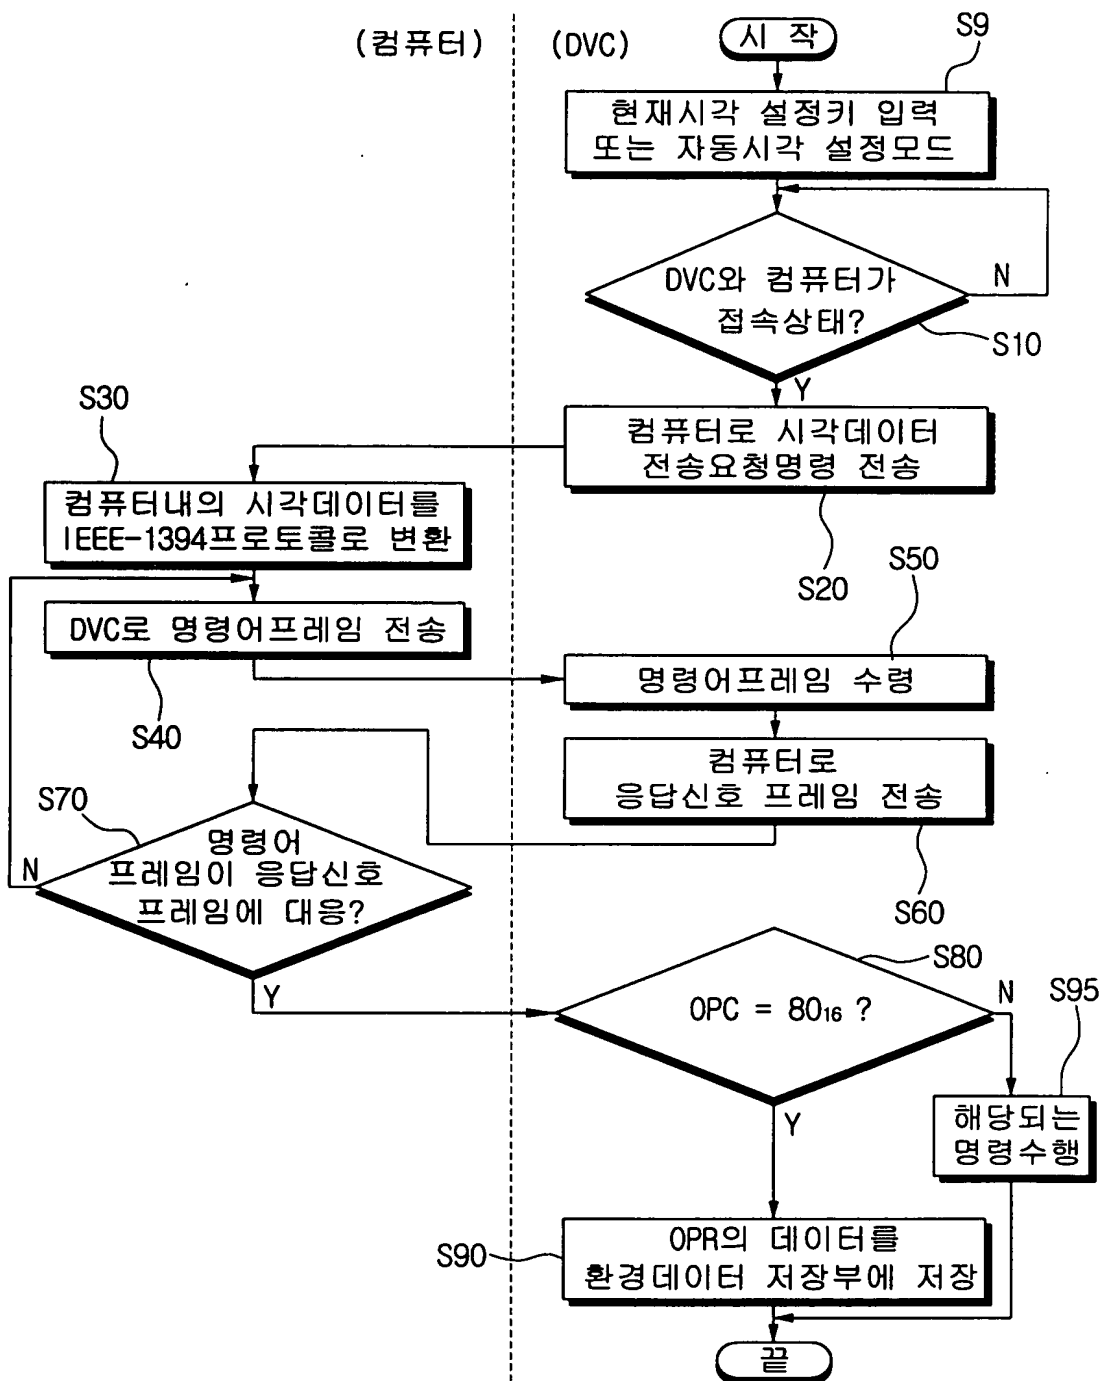 (컴퓨터)
(DVC)
시 작
S9
현재시각 설정키 입력
또는 자동시각 설정모드
DVC와 컴퓨터가
접속상태?
N
S10
Y
S30
컴퓨터로 시각데이터
전송요청명령 전송
컴퓨터내의 시각데이터를
IEEE-1394프로토콜로 변환
S20
S50
DVC로 명령어프레임 전송
명령어프레임 수령
S40
컴퓨터로
응답신호 프레임 전송
S70
명령어
프레임이 응답신호
프레임에 대응?
N
S60
Y
S80
OPC = 80₁₆ ?
N
S95
Y
해당되는
명령수행
OPR의 데이터를
환경데이터 저장부에 저장
S90
끝